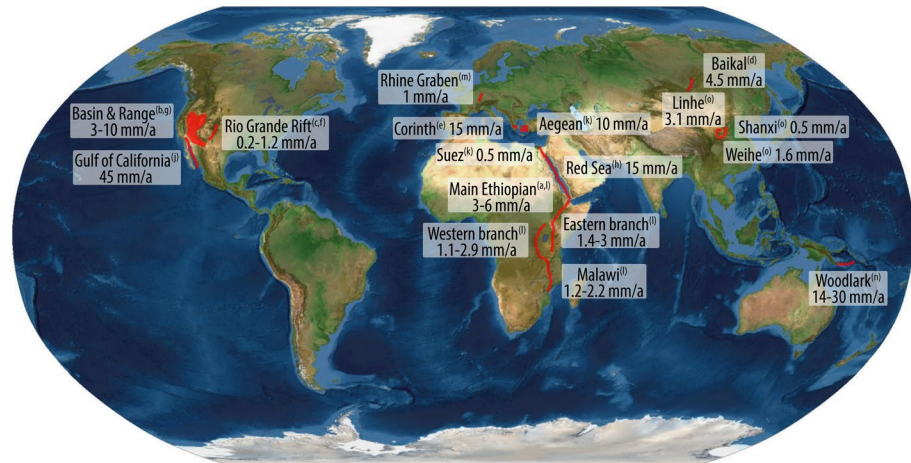 Baikal(d)
4.5 mm/a
Rhine Graben(m)
1 mm/a
Linhe(o)
3.1 mm/a
Basin & Range(b,g)
3-10 mm/a
Rio Grande Rift(c,f)
0.2-1.2 mm/a
Corinth(e) 15 mm/a
Aegean(k) 10 mm/a
Shanxi(o) 0.5 mm/a
Gulf of California(j)
45 mm/a
Suez(k) 0.5 mm/a
Red Sea(h) 15 mm/a
Weihe(o) 1.6 mm/a
Main Ethiopian(a,l)
3-6 mm/a
Western branch(l)
1.1-2.9 mm/a
Eastern branch(l)
1.4-3 mm/a
Malawi(l)
1.2-2.2 mm/a
Woodlark(n)
14-30 mm/a